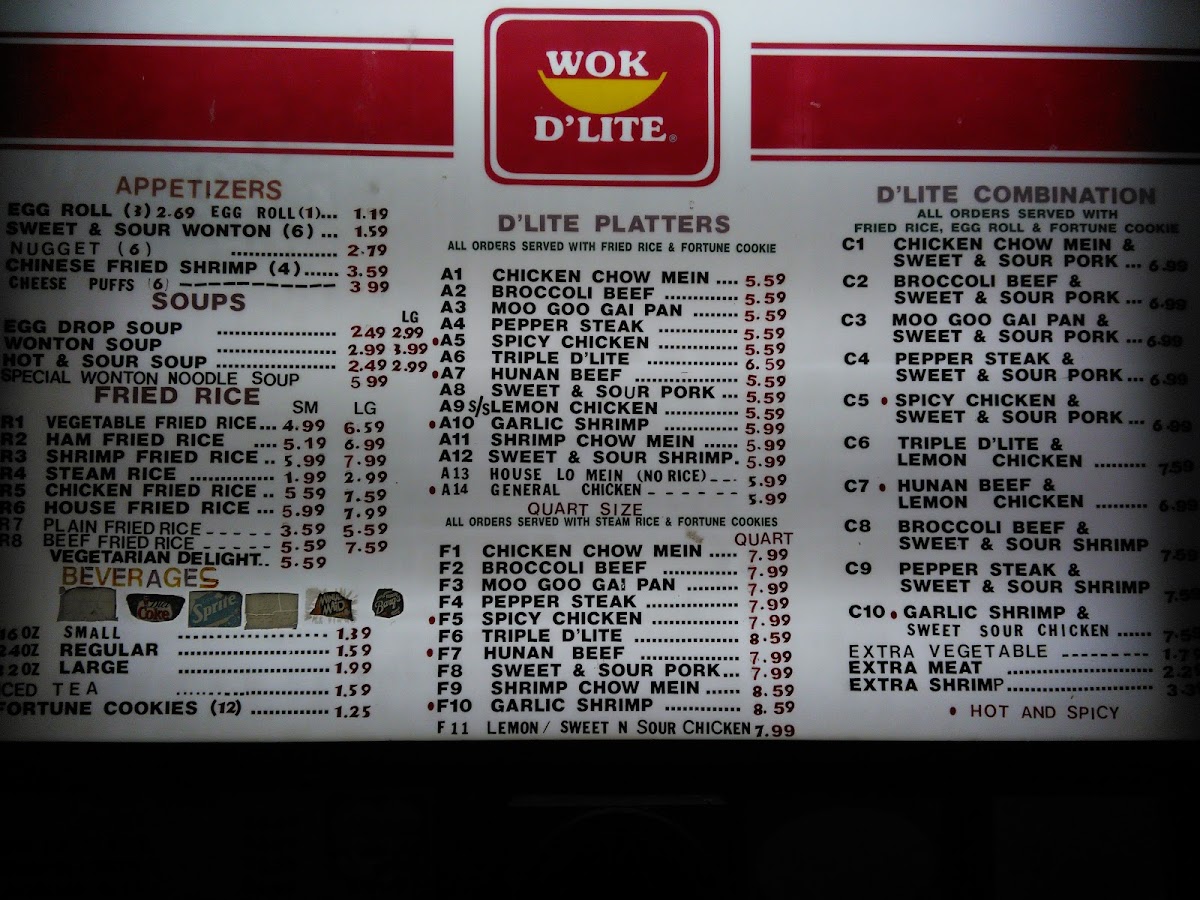 WOK
D'LITE®
APPETIZERS
EGG ROLL (3) 2.69 EGG ROLL (1)... 1.19
SWEET & SOUR WONTON (6) ... 1.59
NUGGET (6) ........... 2.79
CHINESE FRIED SHRIMP (4)..... 3.59
CHEESE PUFFS (6) ---------- 3 99
SOUPS
LG
EGG DROP SOUP ................ 2.49 2.99
WONTON SOUP ................ 2.99 3.99
HOT & SOUR SOUP ............. 2.49 2.99
SPECIAL WONTON NOODLE SOUP 5 99
FRIED RICE
SM LG
R1 VEGETABLE FRIED RICE... 4.99 6.59
R2 HAM FRIED RICE .... 5.19 6.99
R3 SHRIMP FRIED RICE .. 5.99 7.99
R4 STEAM RICE ............ 1.99 2.99
R5 CHICKEN FRIED RICE .. 5 59 7.59
R6 HOUSE FRIED RICE ... 5.99 7.99
R7 PLAIN FRIED RICE ----- 3.59 5.59
R8 BEEF FRIED RICE ----- 5.59 7.59
VEGETARIAN DELIGHT.. 5.59
BEVERAGES
Coke Sprite MINUTE MAID Barq's
16 OZ SMALL ..................... 1.39
24OZ REGULAR ................... 1.59
32OZ LARGE ..................... 1.99
ICED TEA ..................... 1.59
FORTUNE COOKIES (12) ........... 1.25
D'LITE PLATTERS
ALL ORDERS SERVED WITH FRIED RICE & FORTUNE COOKIE
A1 CHICKEN CHOW MEIN .... 5.59
A2 BROCCOLI BEEF ........... 5.59
A3 MOO GOO GAI PAN ....... 5.59
A4 PEPPER STEAK ............ 5.59
• A5 SPICY CHICKEN ........... 5.59
A6 TRIPLE D'LITE ............. 6.59
• A7 HUNAN BEEF .............. 5.59
A8 SWEET & SOUR PORK ... 5.59
A9 S/S LEMON CHICKEN .......... 5.59
• A10 GARLIC SHRIMP .......... 5.99
A11 SHRIMP CHOW MEIN ..... 5.99
A12 SWEET & SOUR SHRIMP. 5.99
A13 HOUSE LO MEIN (NO RICE)--- 5.99
• A14 GENERAL CHICKEN ------- 5.99
QUART SIZE
ALL ORDERS SERVED WITH STEAM RICE & FORTUNE COOKIES
QUART
F1 CHICKEN CHOW MEIN ..... 7.99
F2 BROCCOLI BEEF ........... 7.99
F3 MOO GOO GAI PAN ........ 7.99
F4 PEPPER STEAK ............ 7.99
• F5 SPICY CHICKEN ............ 7.99
F6 TRIPLE D'LITE .............. 8.59
• F7 HUNAN BEEF .............. 7.99
F8 SWEET & SOUR PORK... 7.99
F9 SHRIMP CHOW MEIN ...... 8.59
• F10 GARLIC SHRIMP ........... 8.59
F11 LEMON / SWEET N SOUR CHICKEN 7.99
D'LITE COMBINATION
ALL ORDERS SERVED WITH
FRIED RICE, EGG ROLL & FORTUNE COOKIE
C1 CHICKEN CHOW MEIN &
SWEET & SOUR PORK ... 6.99
C2 BROCCOLI BEEF &
SWEET & SOUR PORK ... 6.99
C3 MOO GOO GAI PAN &
SWEET & SOUR PORK ... 6.99
C4 PEPPER STEAK &
SWEET & SOUR PORK ... 6.99
C5 • SPICY CHICKEN &
SWEET & SOUR PORK ... 6.99
C6 TRIPLE D'LITE &
LEMON CHICKEN ......... 7.59
C7 • HUNAN BEEF &
LEMON CHICKEN ......... 6.99
C8 BROCCOLI BEEF &
SWEET & SOUR SHRIMP
C9 PEPPER STEAK &
SWEET & SOUR SHRIMP
C10 • GARLIC SHRIMP &
SWEET SOUR CHICKEN ......
EXTRA VEGETABLE ---------
EXTRA MEAT ...................
EXTRA SHRIMP...................
• HOT AND SPICY